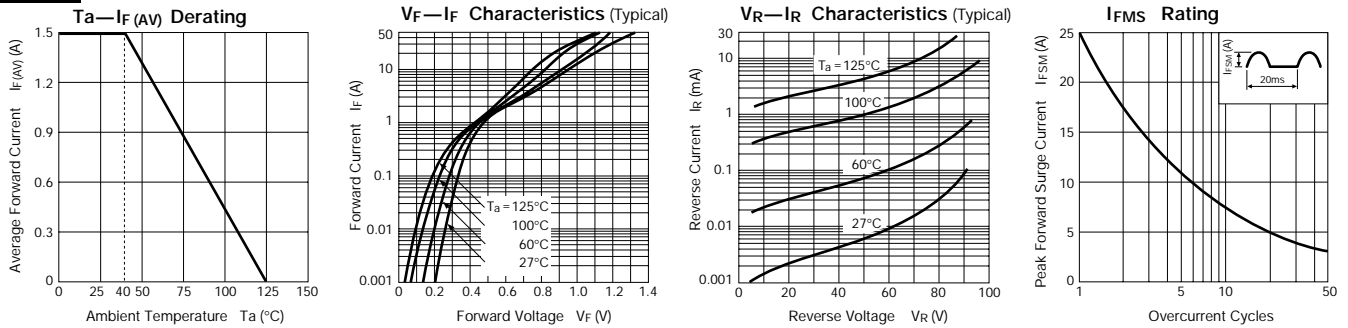 Ta—IF (AV) Derating
1.5
1.2
0.9
0.6
0.3
0
0 25 40 (AV) 50 75 100 125 150
Average Forward Current IF(AV) (A)
Ambient Temperature Ta (°C)
VF—IF Characteristics (Typical)
50
10
1
0.1
0.01
0.001
0 0.2 0.4 0.6 0.8 1.0 1.2 1.4
Ta = 125°C
100°C
60°C
27°C
Forward Current IF (A)
Forward Voltage VF (V)
VR—IR Characteristics (Typical)
30
10
1
0.1
0.01
0.001
0 20 40 60 80 100
Ta = 125°C
100°C
60°C
27°C
Reverse Current IR (mA)
Reverse Voltage VR (V)
IFMS Rating
25
20
15
10
5
0
1 5 10 50
IFSM (A)
20ms
Peak Forward Surge Current IFSM (A)
Overcurrent Cycles